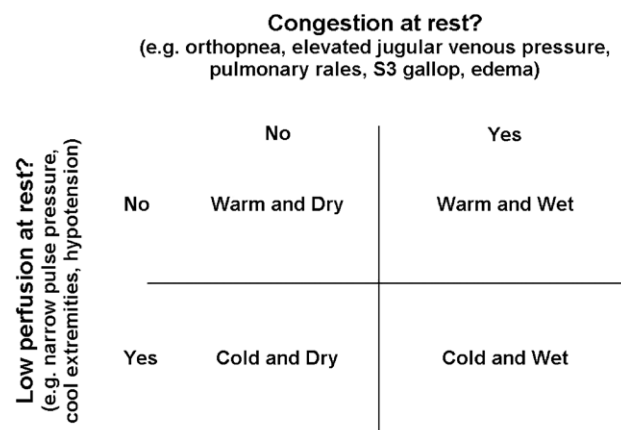 Congestion at rest?
(e.g. orthopnea, elevated jugular venous pressure,
pulmonary rales, S3 gallop, edema)
Low perfusion at rest?
(e.g. narrow pulse pressure,
cool extremities, hypotension)
No Yes
No Warm and Dry Warm and Wet
Yes Cold and Dry Cold and Wet